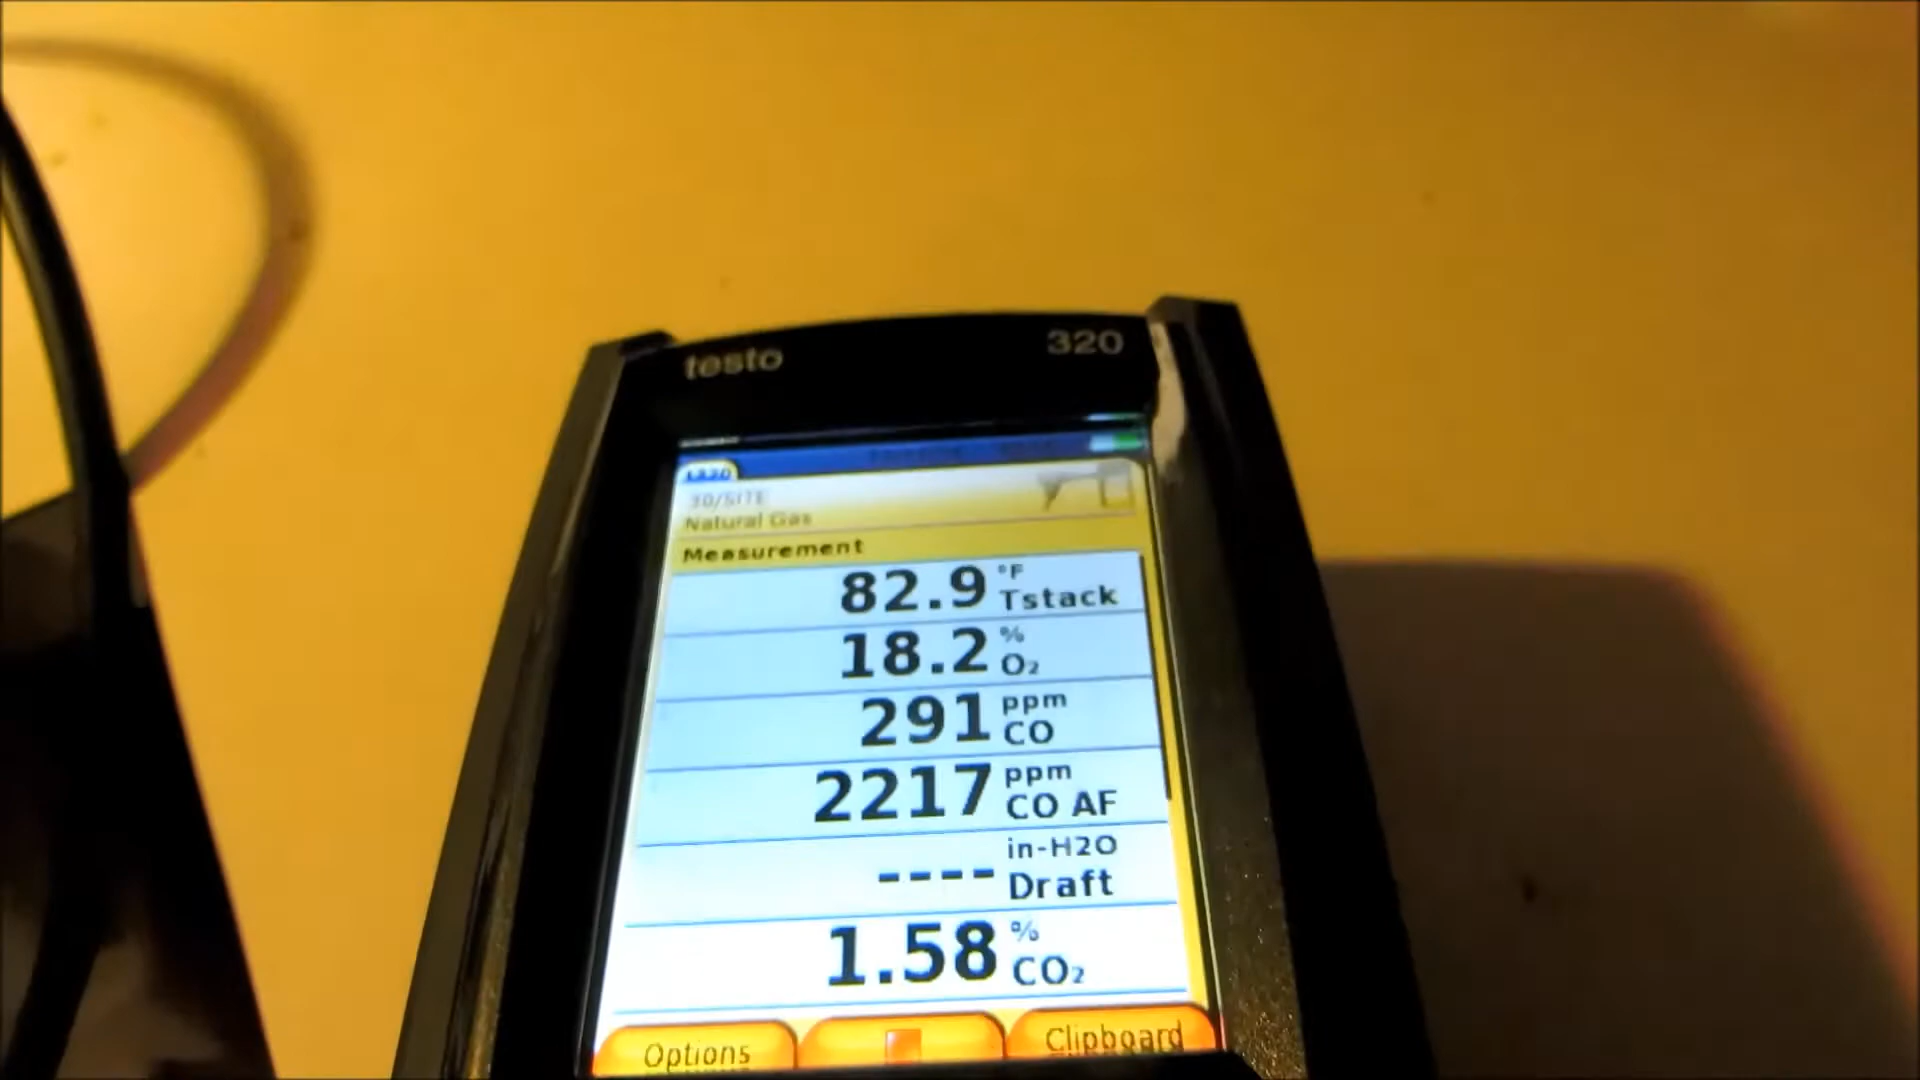 testo 320
Natural Gas
Measurement
82.9 °F Tstack
18.2 % O₂
291 ppm CO
2217 ppm CO AF
---- in-H2O Draft
1.58 % CO₂
Options Clipboard